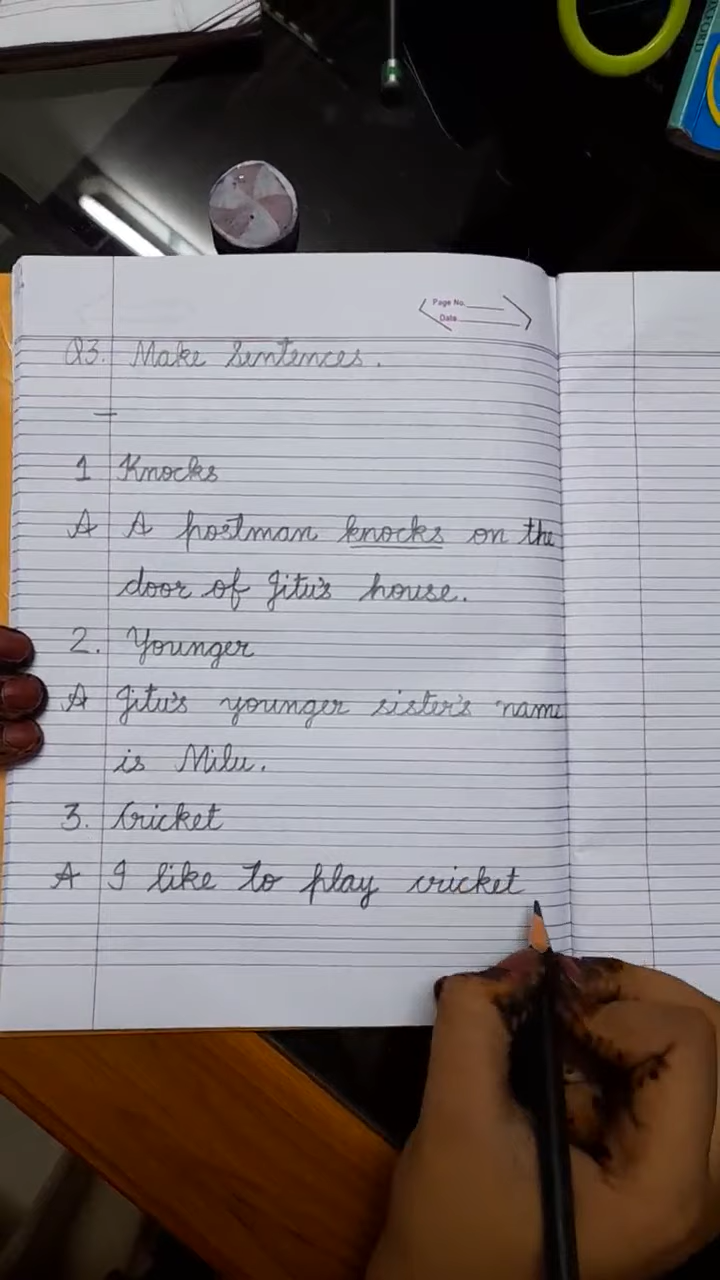 OXFORD
Page No.
Date
Q3. Make Sentences.
1 Knocks
A A postman knocks on the
door of Jitu's house.
2. Younger
A Jitu's younger sister's name
is Milu.
3. Cricket
A I like to play cricket